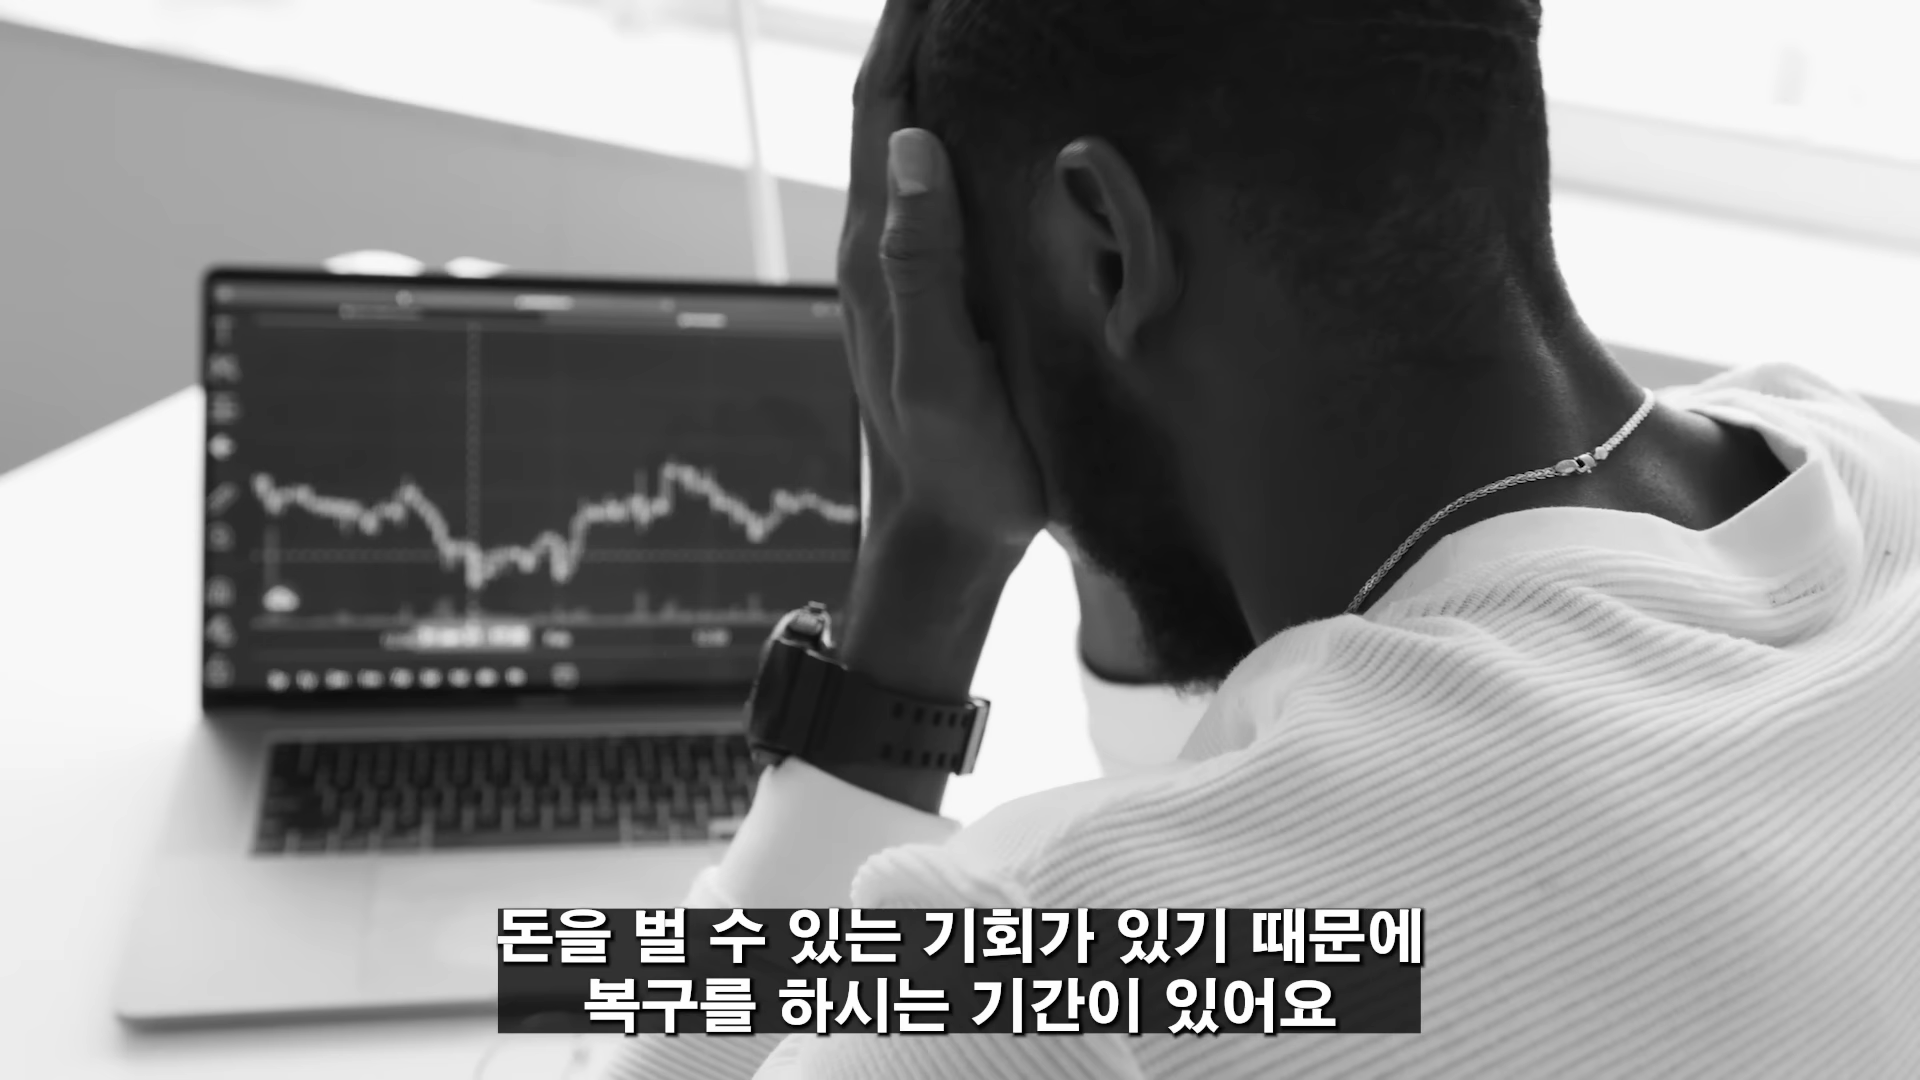 돈을 벌 수 있는 기회가 있기 때문에
복구를 하시는 기간이 있어요